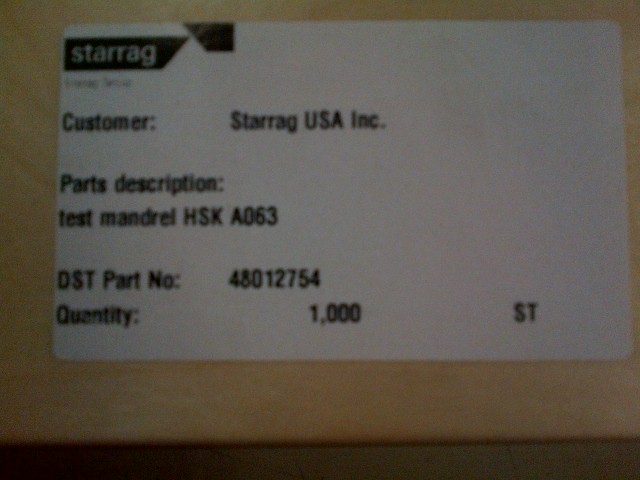 starrag
Customer: Starrag USA Inc.
Parts description:
test mandrel HSK A063
DST Part No: 48012754
Quantity: 1,000 ST